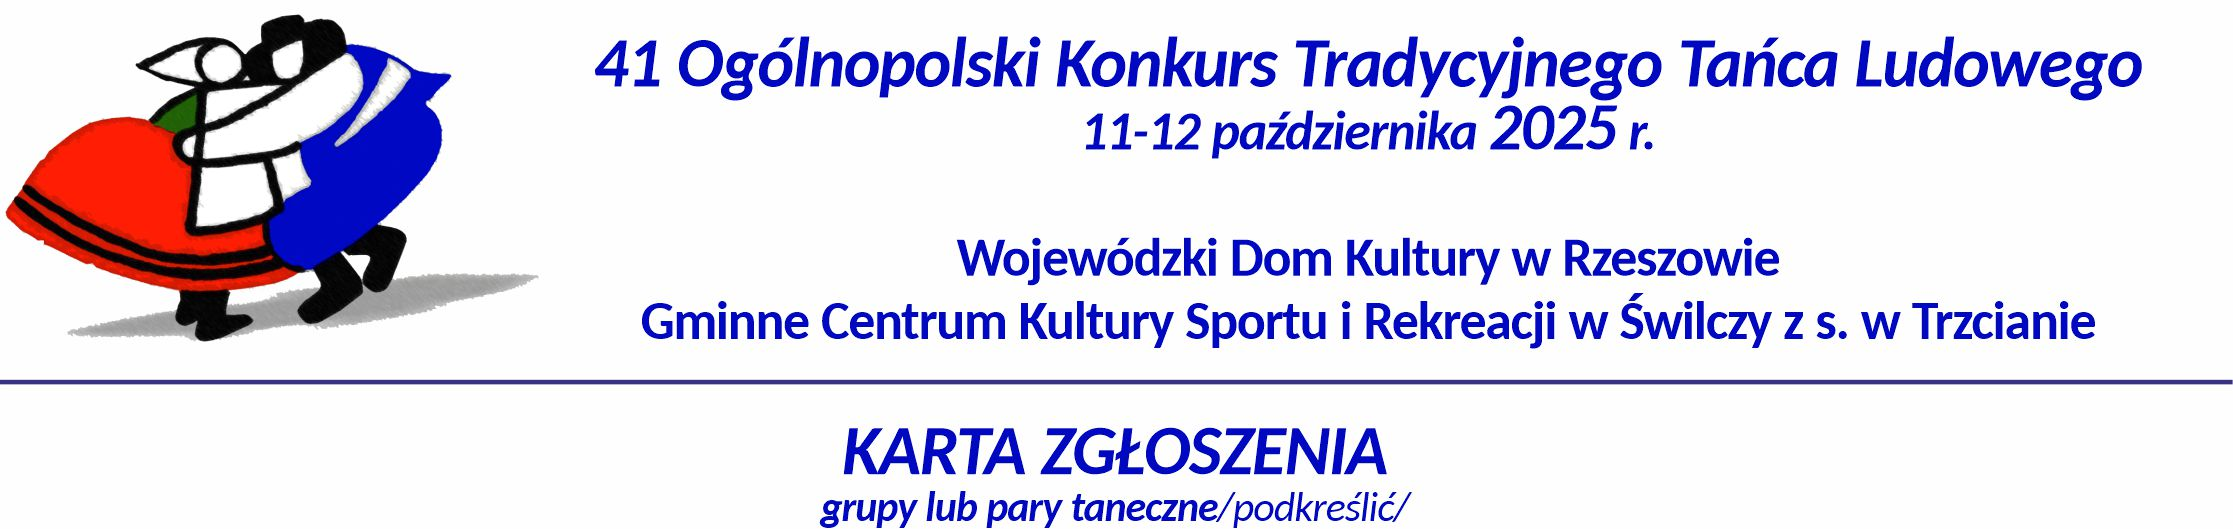 41 Ogólnopolski Konkurs Tradycyjnego Tańca Ludowego
11-12 października 2025 r.
Wojewódzki Dom Kultury w Rzeszowie
Gminne Centrum Kultury Sportu i Rekreacji w Świlczy z s. w Trzcianie
KARTA ZGŁOSZENIA
grupy lub pary taneczne/podkreślić/